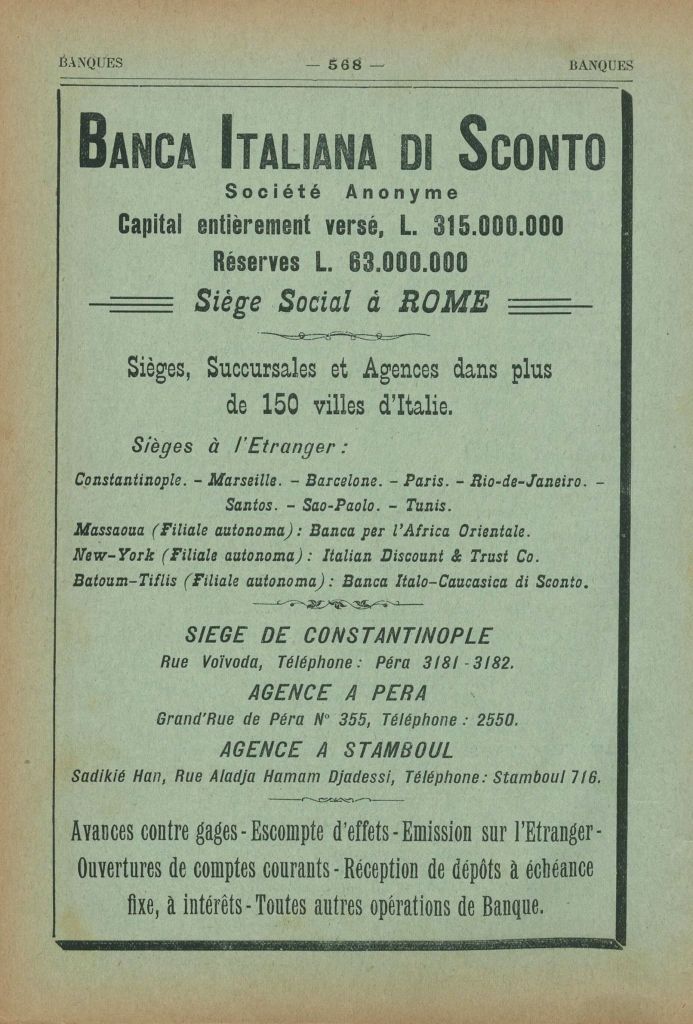 BANQUES — 568 — BANQUES
BANCA ITALIANA DI SCONTO
Société Anonyme
Capital entièrement versé, L. 315.000.000
Réserves L. 63.000.000
Siège Social á ROME
Sièges, Succursales et Agences dans plus
de 150 villes d'Italie.
Sièges à l'Etranger :
Constantinople. – Marseille. – Barcelone. – Paris. – Rio-de-Janeiro. –
Santos. – Sao-Paolo. – Tunis.
Massaoua (Filiale autonoma) : Banca per l'Africa Orientale.
New-York (Filiale autonoma) : Italian Discount & Trust Co.
Batoum-Tiflis (Filiale autonoma) : Banca Italo-Caucasica di Sconto.
SIEGE DE CONSTANTINOPLE
Rue Voïvoda, Téléphone : Péra 3181 - 3182.
AGENCE A PERA
Grand'Rue de Péra N° 355, Téléphone : 2550.
AGENCE A STAMBOUL
Sadikié Han, Rue Aladja Hamam Djadessi, Téléphone : Stamboul 716.
Avances contre gages - Escompte d'effets - Emission sur l'Etranger -
Ouvertures de comptes courants - Réception de dépôts à échéance
fixe, à intérêts - Toutes autres opérations de Banque.